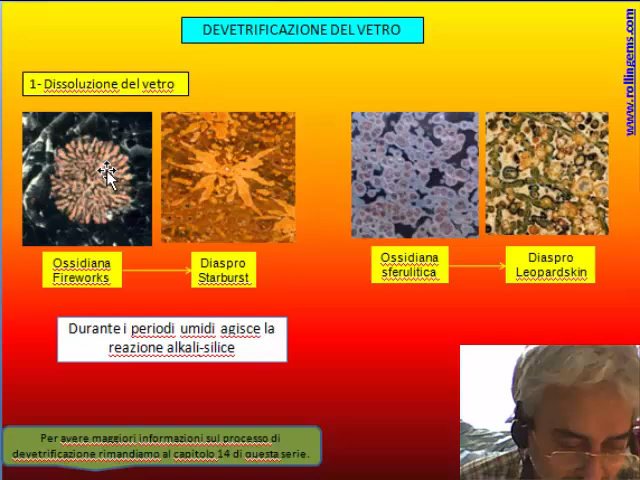 DEVETRIFICAZIONE DEL VETRO
www.rollingems.com
1- Dissoluzione del vetro
Ossidiana
Fireworks
Diaspro
Starburst
Ossidiana
sferulitica
Diaspro
Leopardskin
Durante i periodi umidi agisce la
reazione alkali-silice
Per avere maggiori informazioni sul processo di
devetrificazione rimandiamo al capitolo 14 di questa serie.